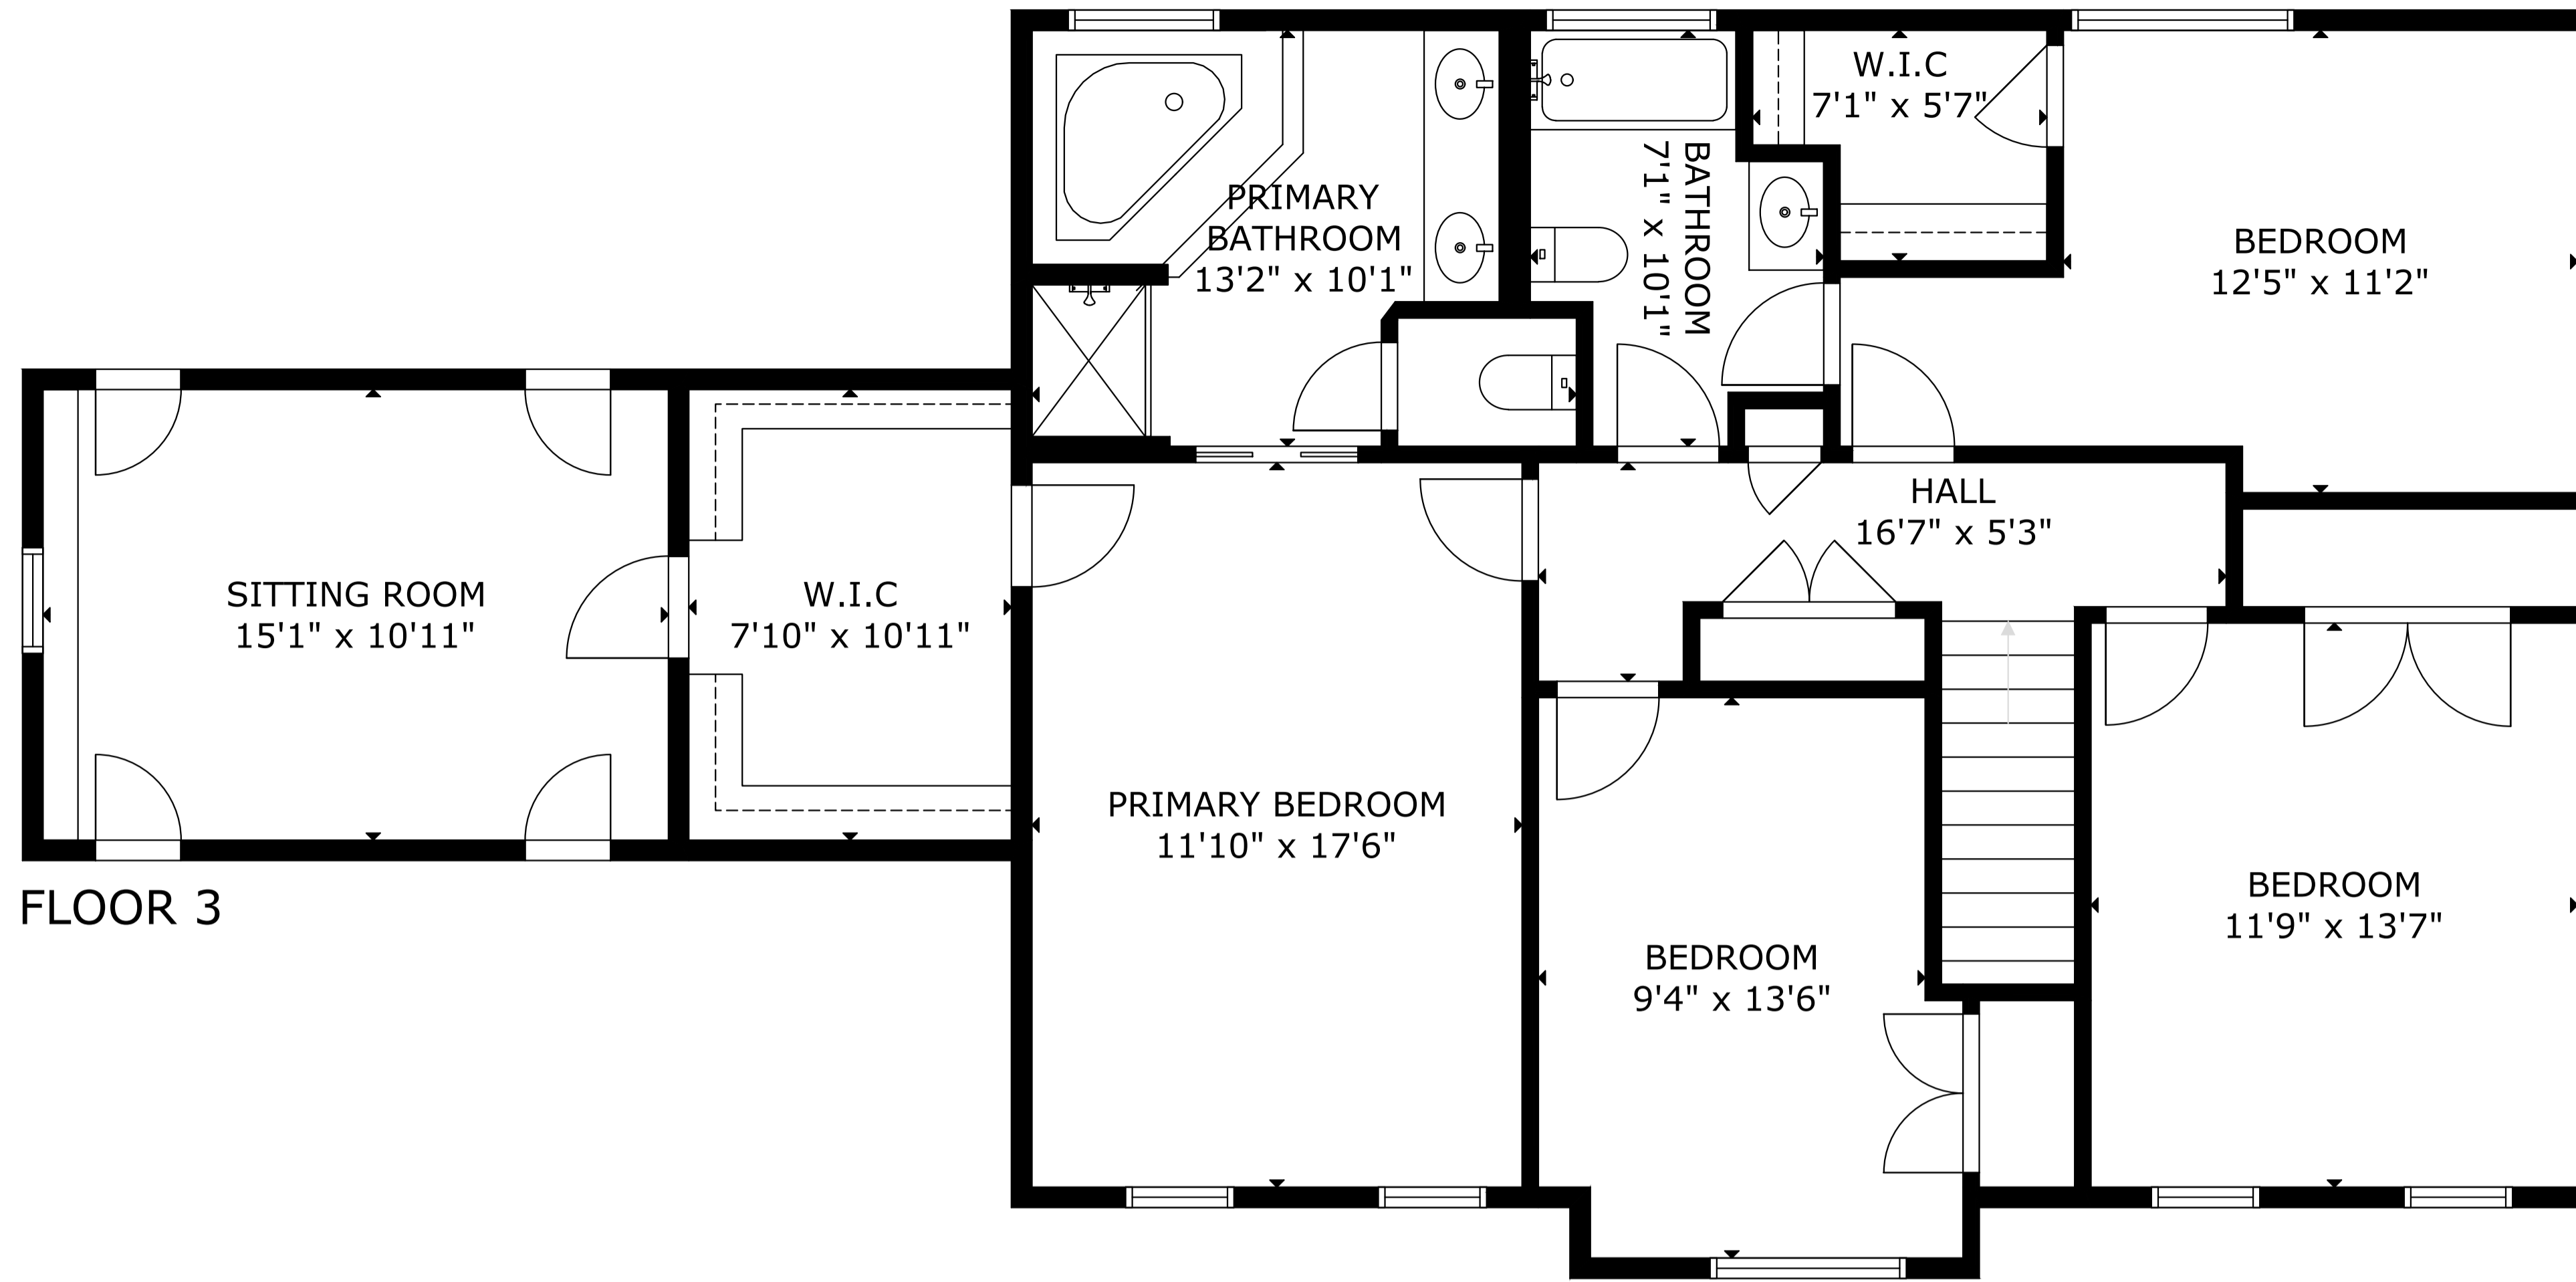 PRIMARY
BATHROOM
13'2" x 10'1"
BATHROOM
7'1" x 10'1"
W.I.C
7'1" x 5'7"
BEDROOM
12'5" x 11'2"
HALL
16'7" x 5'3"
SITTING ROOM
15'1" x 10'11"
W.I.C
7'10" x 10'11"
PRIMARY BEDROOM
11'10" x 17'6"
BEDROOM
9'4" x 13'6"
BEDROOM
11'9" x 13'7"
FLOOR 3